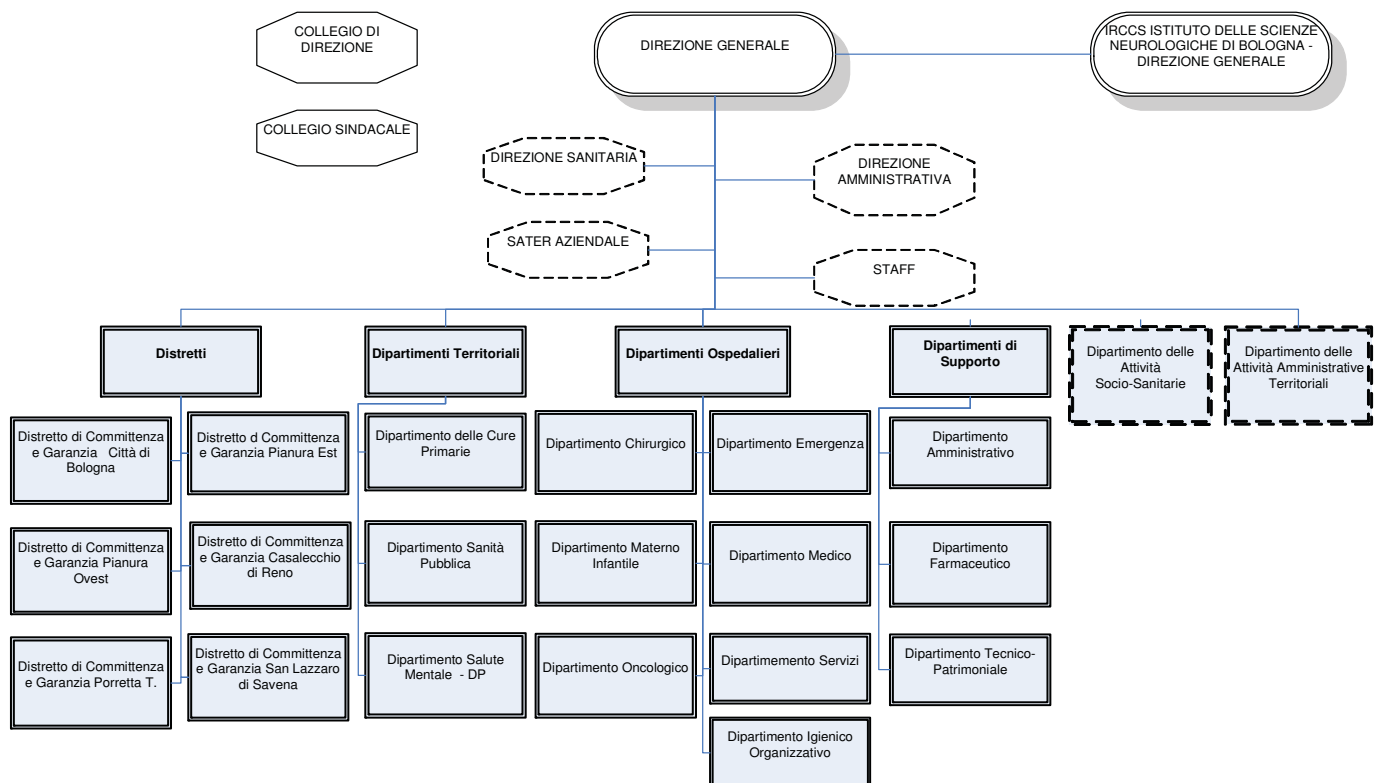 COLLEGIO DI
DIREZIONE
DIREZIONE GENERALE
IRCCS ISTITUTO DELLE SCIENZE
NEUROLOGICHE DI BOLOGNA -
DIREZIONE GENERALE
COLLEGIO SINDACALE
DIREZIONE SANITARIA
DIREZIONE
AMMINISTRATIVA
SATER AZIENDALE
STAFF
Distretti
Dipartimenti Territoriali
Dipartimenti Ospedalieri
Dipartimenti di
Supporto
Dipartimento delle
Attività
Socio-Sanitarie
Dipartimento delle
Attività Amministrative
Territoriali
Distretto di Committenza
e Garanzia Città di
Bologna
Distretto d Committenza
e Garanzia Pianura Est
Dipartimento delle Cure
Primarie
Dipartimento Chirurgico
Dipartimento Emergenza
Dipartimento
Amministrativo
Distretto di Committenza
e Garanzia Pianura
Ovest
Distretto di Committenza
e Garanzia Casalecchio
di Reno
Dipartimento Sanità
Pubblica
Dipartimento Materno
Infantile
Dipartimento Medico
Dipartimento
Farmaceutico
Distretto di Committenza
e Garanzia Porretta T.
Distretto di Committenza
e Garanzia San Lazzaro
di Savena
Dipartimento Salute
Mentale - DP
Dipartimento Oncologico
Dipartimemento Servizi
Dipartimento Tecnico-
Patrimoniale
Dipartimento Igienico
Organizzativo